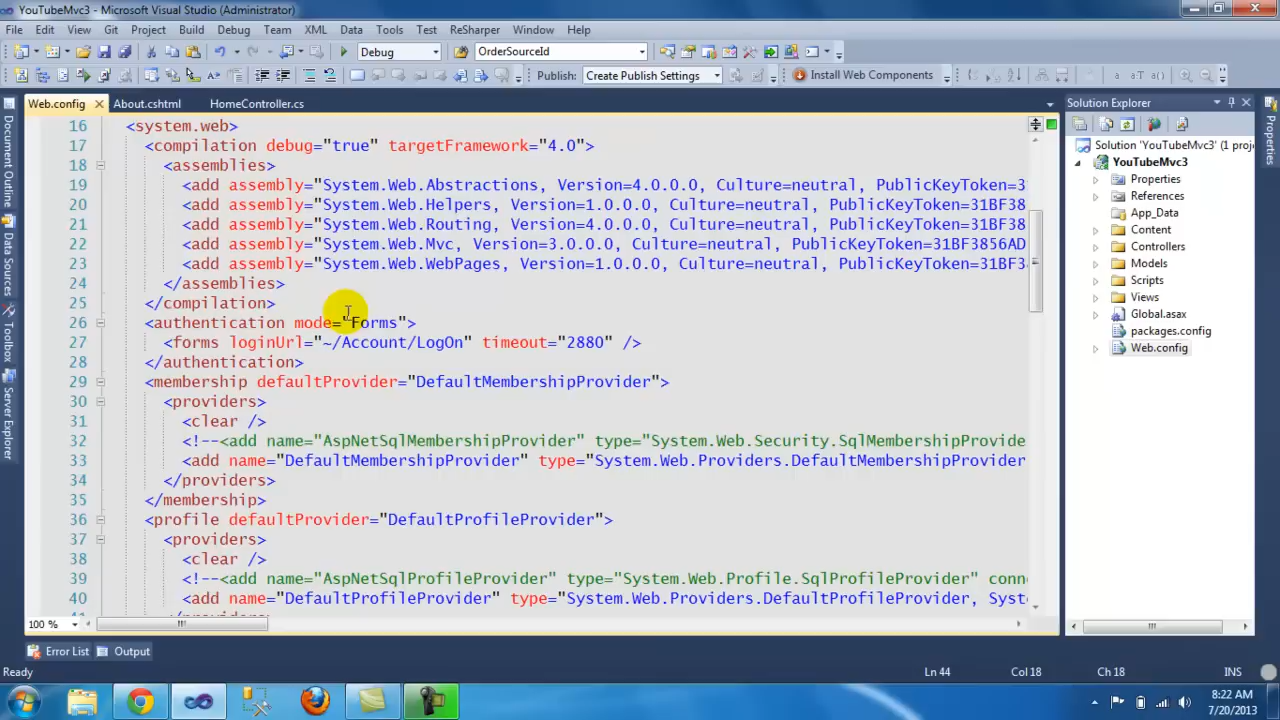 YouTubeMvc3 - Microsoft Visual Studio (Administrator)
File Edit View Git Project Build Debug Team XML Data Tools Test ReSharper Window Help
Debug OrderSourceId
Publish: Create Publish Settings Install Web Components
Web.config About.cshtml HomeController.cs
Solution Explorer
Document Outline
Data Sources
Toolbox
Server Explorer
16 <system.web>
17 <compilation debug="true" targetFramework="4.0">
18 <assemblies>
19 <add assembly="System.Web.Abstractions, Version=4.0.0.0, Culture=neutral, PublicKeyToken=3
20 <add assembly="System.Web.Helpers, Version=1.0.0.0, Culture=neutral, PublicKeyToken=31BF38
21 <add assembly="System.Web.Routing, Version=4.0.0.0, Culture=neutral, PublicKeyToken=31BF38
22 <add assembly="System.Web.Mvc, Version=3.0.0.0, Culture=neutral, PublicKeyToken=31BF3856AD
23 <add assembly="System.Web.WebPages, Version=1.0.0.0, Culture=neutral, PublicKeyToken=31BF3
24 </assemblies>
25 </compilation>
26 <authentication mode="Forms">
27 <forms loginUrl="~/Account/LogOn" timeout="2880" />
28 </authentication>
29 <membership defaultProvider="DefaultMembershipProvider">
30 <providers>
31 <clear />
32 <!--<add name="AspNetSqlMembershipProvider" type="System.Web.Security.SqlMembershipProvide
33 <add name="DefaultMembershipProvider" type="System.Web.Providers.DefaultMembershipProvider
34 </providers>
35 </membership>
36 <profile defaultProvider="DefaultProfileProvider">
37 <providers>
38 <clear />
39 <!--<add name="AspNetSqlProfileProvider" type="System.Web.Profile.SqlProfileProvider" conn
40 <add name="DefaultProfileProvider" type="System.Web.Providers.DefaultProfileProvider, Syst
Solution 'YouTubeMvc3' (1 proj
YouTubeMvc3
Properties
References
App_Data
Content
Controllers
Models
Scripts
Views
Global.asax
packages.config
Web.config
Properties
100 %
Error List Output
Ready Ln 44 Col 18 Ch 18 INS
8:22 AM
7/20/2013